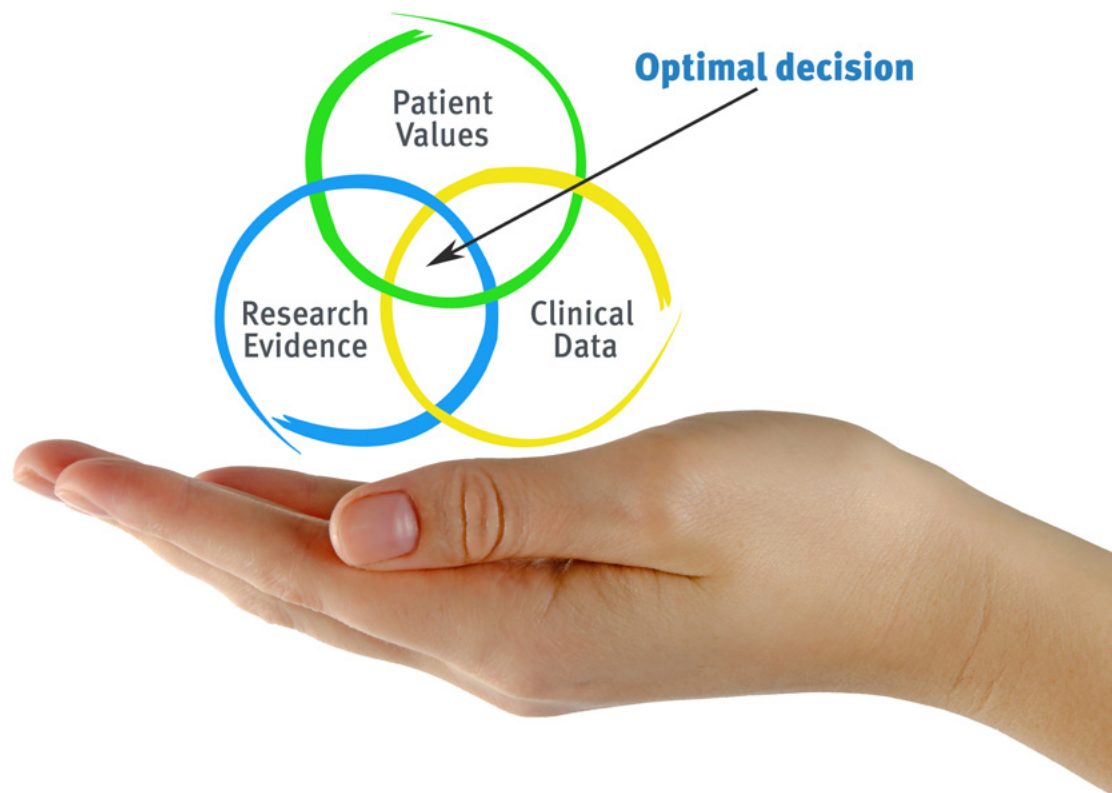 Optimal decision
Patient
Values
Research
Evidence
Clinical
Data